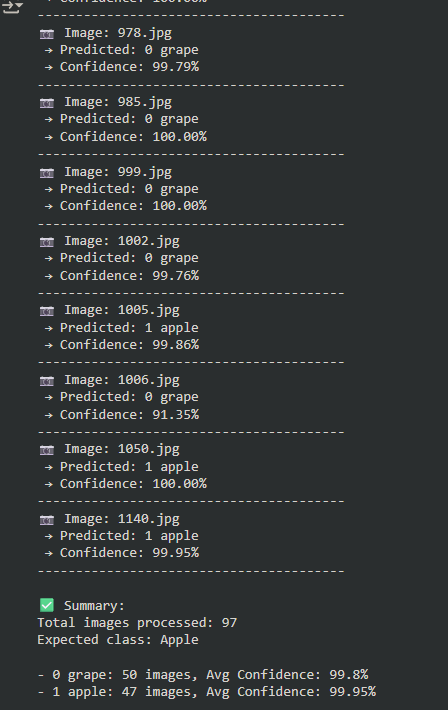 → Confidence: 100.00%
----------------------------------------
📷 Image: 978.jpg
→ Predicted: 0 grape
→ Confidence: 99.79%
----------------------------------------
📷 Image: 985.jpg
→ Predicted: 0 grape
→ Confidence: 100.00%
----------------------------------------
📷 Image: 999.jpg
→ Predicted: 0 grape
→ Confidence: 100.00%
----------------------------------------
📷 Image: 1002.jpg
→ Predicted: 0 grape
→ Confidence: 99.76%
----------------------------------------
📷 Image: 1005.jpg
→ Predicted: 1 apple
→ Confidence: 99.86%
----------------------------------------
📷 Image: 1006.jpg
→ Predicted: 0 grape
→ Confidence: 91.35%
----------------------------------------
📷 Image: 1050.jpg
→ Predicted: 1 apple
→ Confidence: 100.00%
----------------------------------------
📷 Image: 1140.jpg
→ Predicted: 1 apple
→ Confidence: 99.95%
----------------------------------------
✅ Summary:
Total images processed: 97
Expected class: Apple
- 0 grape: 50 images, Avg Confidence: 99.8%
- 1 apple: 47 images, Avg Confidence: 99.95%